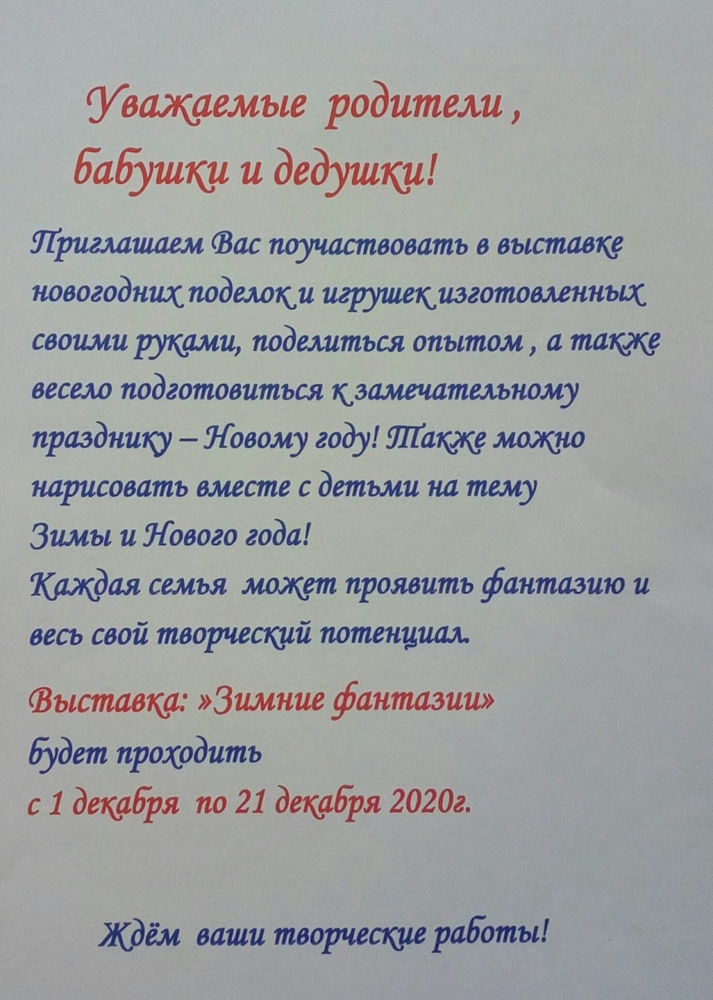 Уважаемые родители ,
бабушки и дедушки!
Приглашаем Вас поучаствовать в выставке
новогодних поделок и игрушек изготовленных
своими руками, поделиться опытом , а также
весело подготовиться к замечательному
празднику – Новому году! Также можно
нарисовать вместе с детьми на тему
Зимы и Нового года!
Каждая семья может проявить фантазию и
весь свой творческий потенциал.
Выставка: »Зимние фантазии»
будет проходить
с 1 декабря по 21 декабря 2020г.
Ждём ваши творческие работы!